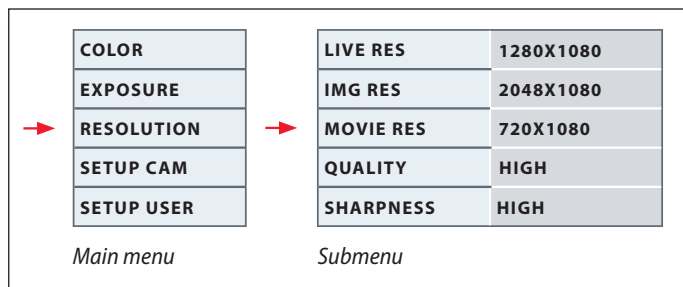 COLOR
EXPOSURE
RESOLUTION
SETUP CAM
SETUP USER
Main menu
LIVE RES 1280X1080
IMG RES 2048X1080
MOVIE RES 720X1080
QUALITY HIGH
SHARPNESS HIGH
Submenu